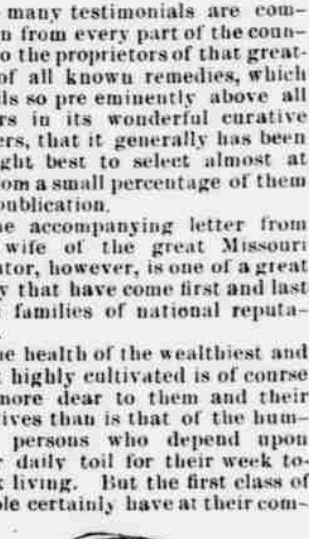 many testimonials are com-
n from every part of the coun-
o the proprietors of that great-
of all known remedies, which
ls so pre eminently above all
rs in its wonderful curative
ers, that it generally has been
ght best to select almost at
om a small percentage of them
publication.
ne accompanying letter from
wife of the great Missouri
ator, however, is one of a great
y that have come first and last
families of national reputa-
ne health of the wealthiest and
t highly cultivated is of course
more dear to them and their
tives than is that of the hum-
persons who depend upon
r daily toil for their week to-
k living. But the first class of
ple certainly have at their com-